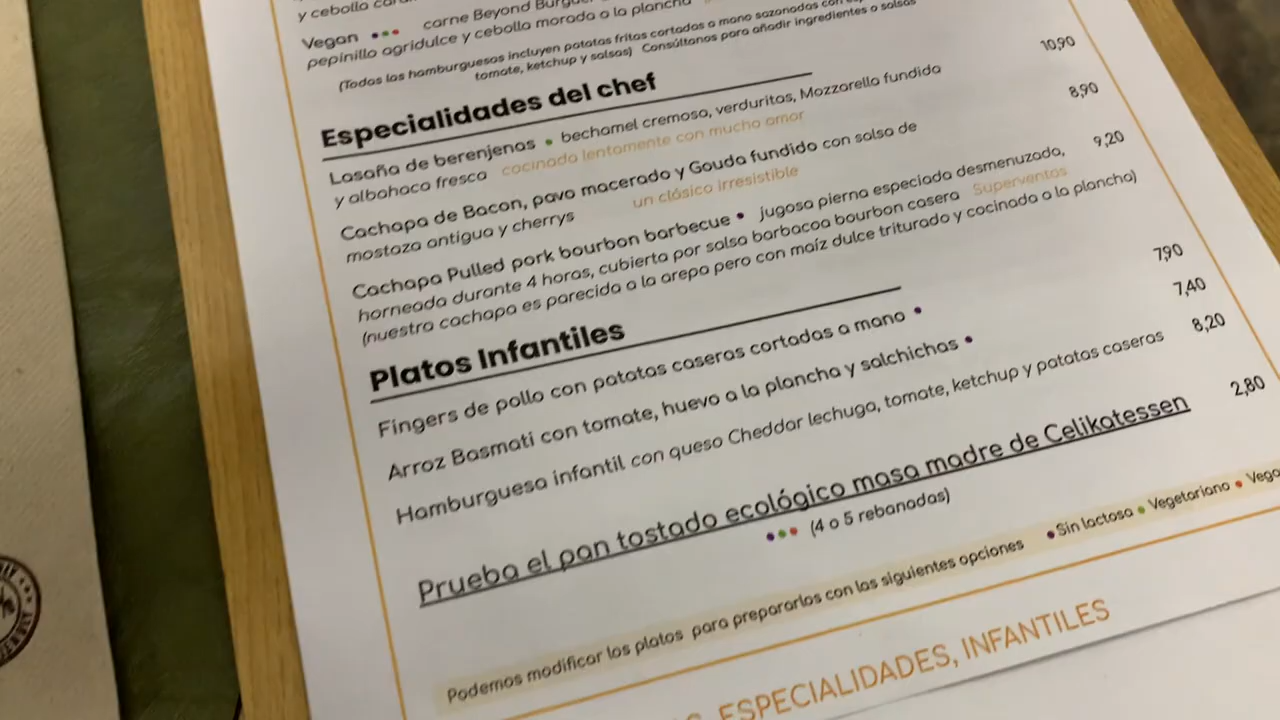 y cebolla
carne Beyond
Vegan
pepinillo agridulce y cebolla morada a la plancha
(Todas las hamburguesas incluyen patatas fritas cortadas a mano sazonadas con
tomate, ketchup y salsas) Consúltanos para añadir ingredientes o salsas
Especialidades del chef
10,90
Lasaña de berenjenas • bechamel cremosa, verduritas, Mozzarella fundida
y albahaca fresca cocinada lentamente con mucho amor
8,90
Cachapa de Bacon, pavo macerado y Gouda fundido con salsa de
mostaza antigua y cherrys un clásico irresistible
9,20
Cachapa Pulled pork bourbon barbecue • jugosa pierna especiada desmenuzada,
horneada durante 4 horas, cubierta por salsa barbacoa bourbon casera Superventas
(nuestra cachapa es parecida a la arepa pero con maíz dulce triturado y cocinada a la plancha)
Platos Infantiles
Fingers de pollo con patatas caseras cortadas a mano • 7,90
Arroz Basmati con tomate, huevo a la plancha y salchichas • 7,40
Hamburguesa infantil con queso Cheddar lechuga, tomate, ketchup y patatas caseras 8,20
Prueba el pan tostado ecológico masa madre de Celikatessen 2,80
••• (4 o 5 rebanadas)
Podemos modificar los platos para prepararlos con las siguientes opciones •Sin lactosa • Vegetariano •
ESPECIALIDADES, INFANTILES